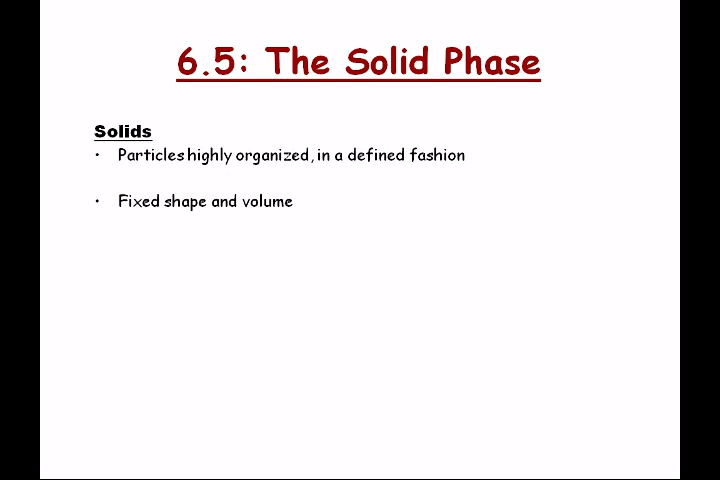 6.5: The Solid Phase
Solids
• Particles highly organized, in a defined fashion
• Fixed shape and volume